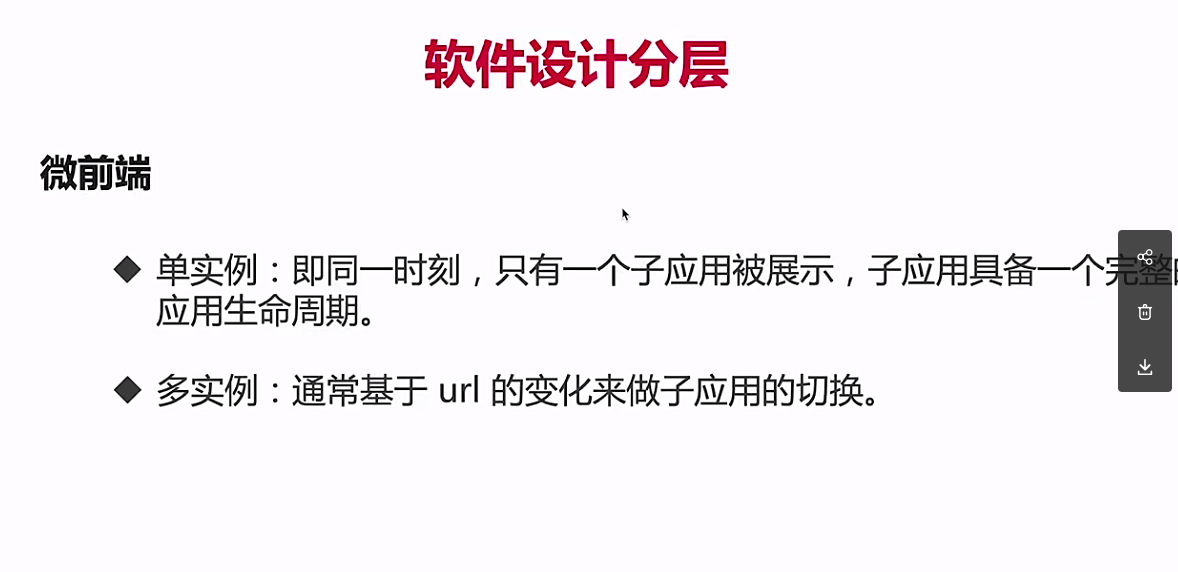 软件设计分层
微前端
单实例：即同一时刻，只有一个子应用被展示，子应用具备一个完整
应用生命周期。
多实例：通常基于 url 的变化来做子应用的切换。